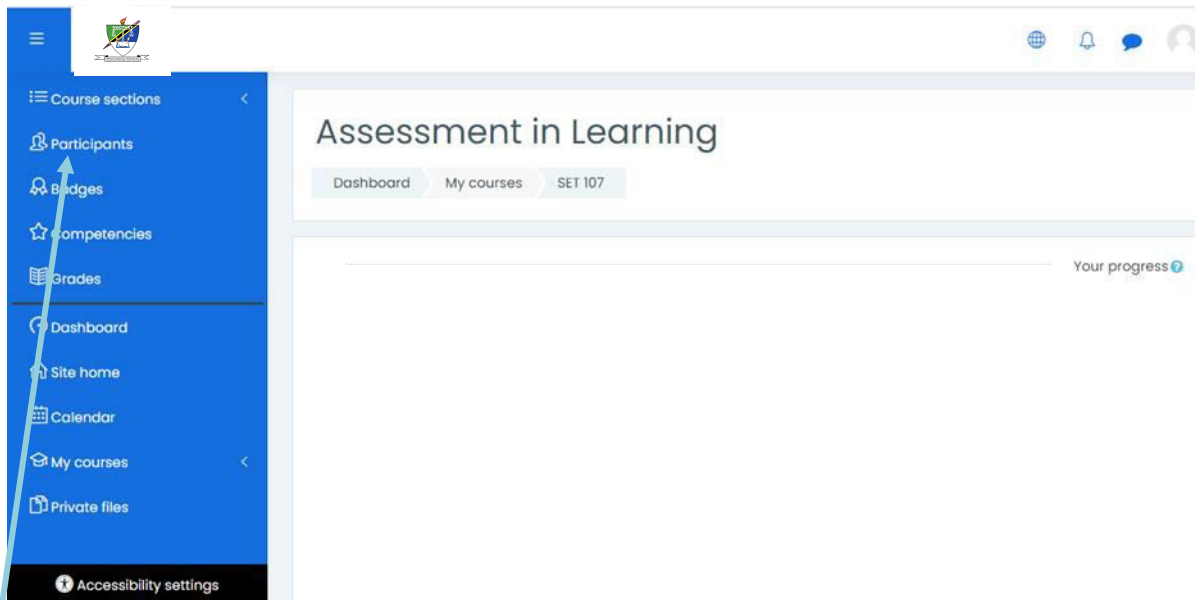 Course sections
Participants
Badges
Competencies
Grades
Dashboard
Site home
Calendar
My courses
Private files
Accessibility settings
Assessment in Learning
Dashboard My courses SET 107
Your progress